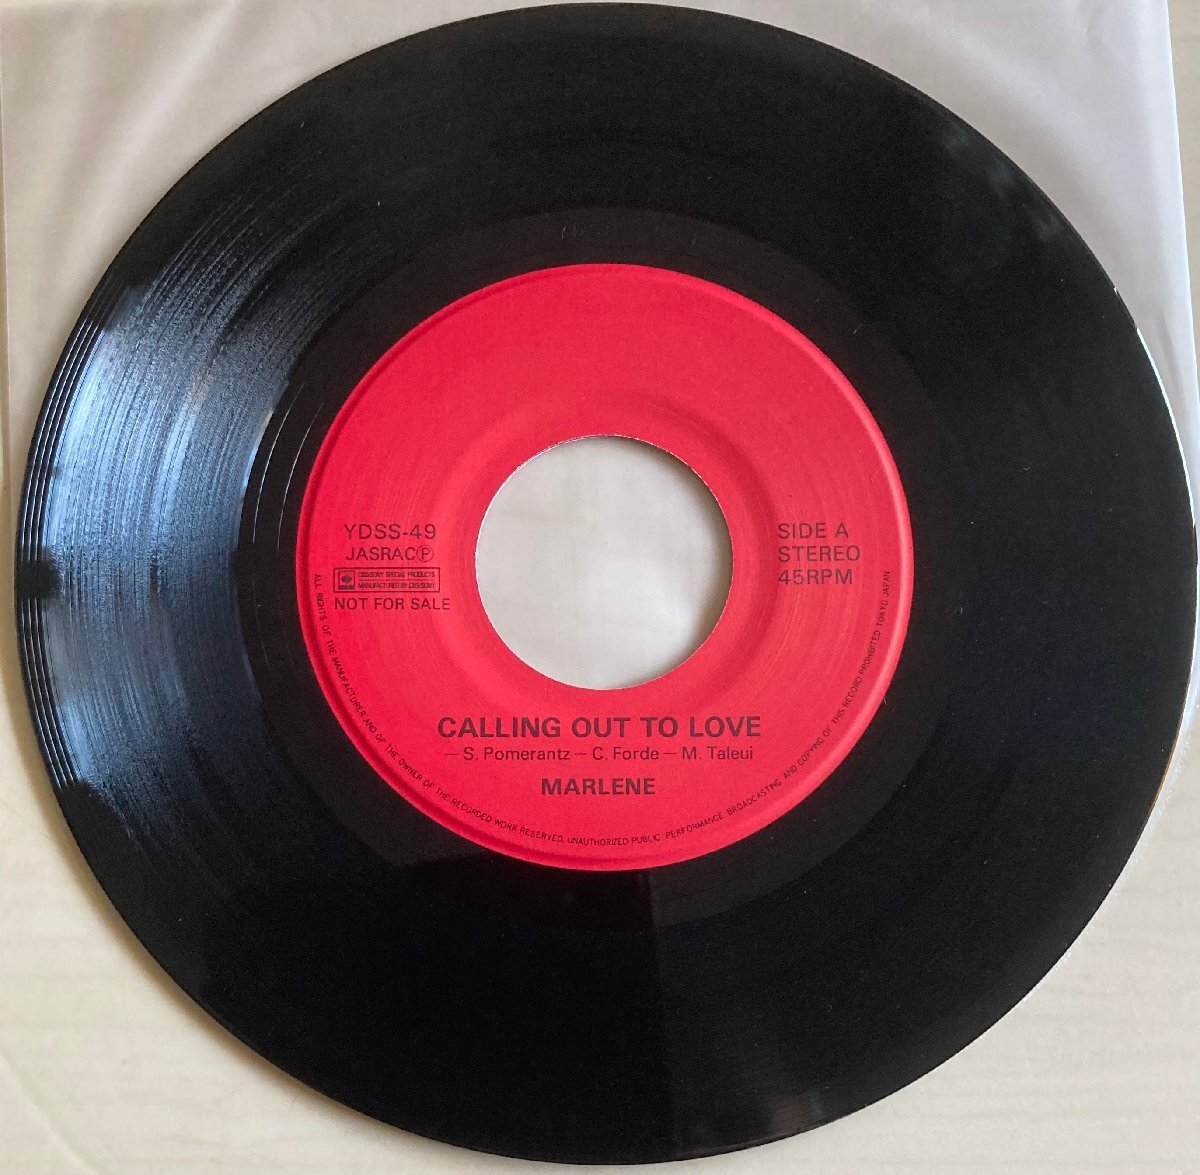 YDSS-49
JASRAC Ⓟ
CBS/SONY SPECIAL PRODUCTS
MANUFACTURED BY CBS/SONY
NOT FOR SALE
SIDE A
STEREO
45RPM
CALLING OUT TO LOVE
— S. Pomerantz — C. Forde — M. Taleui
MARLENE
ALL RIGHTS OF THE MANUFACTURER AND OF THE OWNER OF THE RECORDED WORK RESERVED, UNAUTHORIZED PUBLIC PERFORMANCE, BROADCASTING AND COPYING OF THIS RECORD PROHIBITED TOKYO JAPAN